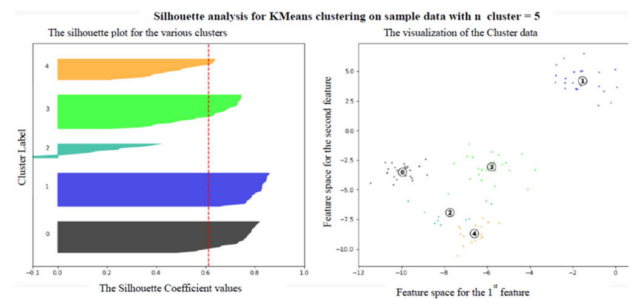 Silhouette analysis for KMeans clustering on sample data with n cluster = 5
The silhouette plot for the various clusters
The visualization of the Cluster data
Cluster Label
4
3
2
1
0
-0.1 0.0 0.2 0.4 0.6 0.8 1.0
The Silhouette Coefficient values
Feature space for the second feature
5.0
2.5
0.0
-2.5
-5.0
-7.5
-10.0
1
0
3
2
4
-12 -10 -8 -6 -4 -2 0
Feature space for the 1st feature